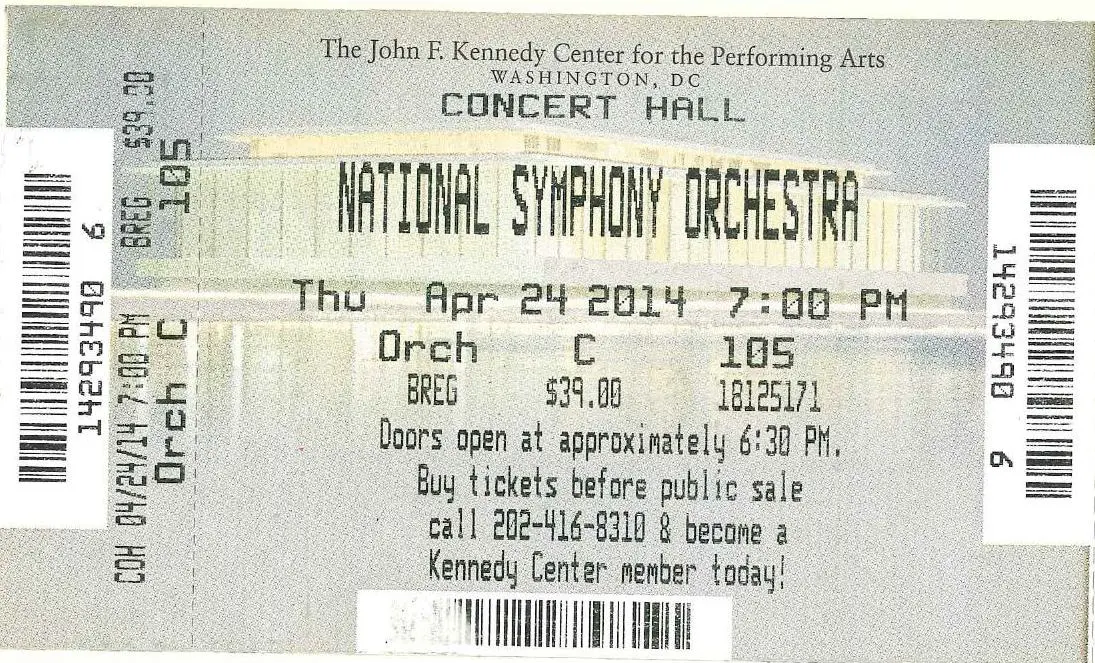 The John F. Kennedy Center for the Performing Arts
WASHINGTON, DC
CONCERT HALL
NATIONAL SYMPHONY ORCHESTRA
Thu Apr 24 2014 7:00 PM
Orch C 105
BREG $39.00 18125171
Doors open at approximately 6:30 PM.
Buy tickets before public sale
call 202-416-8310 & become a
Kennedy Center member today!
COH 04/24/14 7:00 PM BREG $39.00
Orch C 105
14293490 6
14293490 6